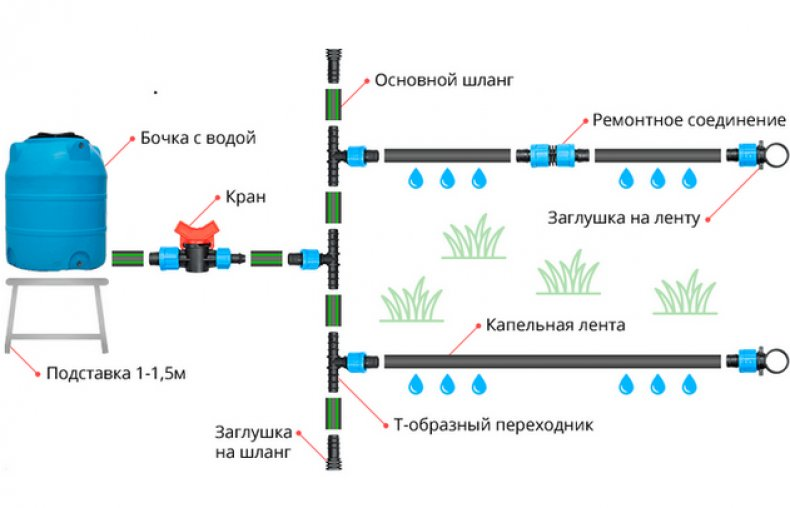 Основной шланг
Ремонтное соединение
Бочка с водой
Кран
Заглушка на ленту
Капельная лента
Подставка 1-1,5м
Т-образный переходник
Заглушка
на шланг